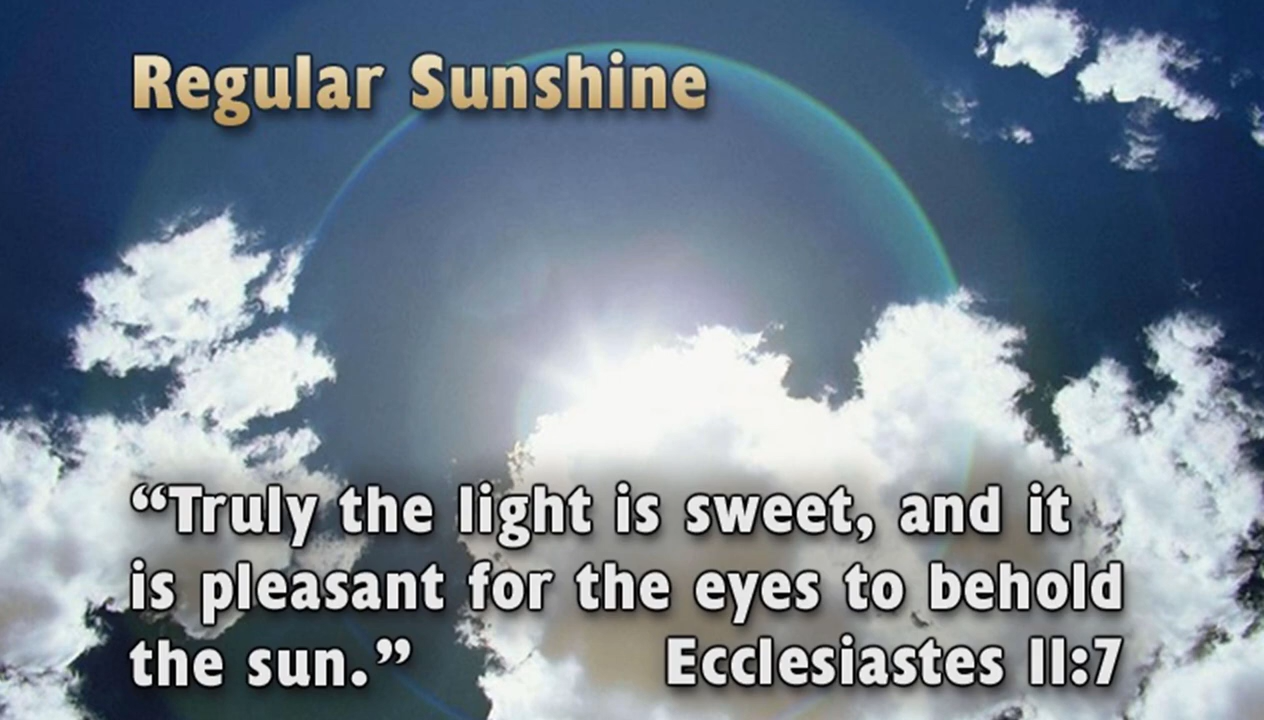 Regular Sunshine
“Truly the light is sweet, and it
is pleasant for the eyes to behold
the sun.” Ecclesiastes 11:7